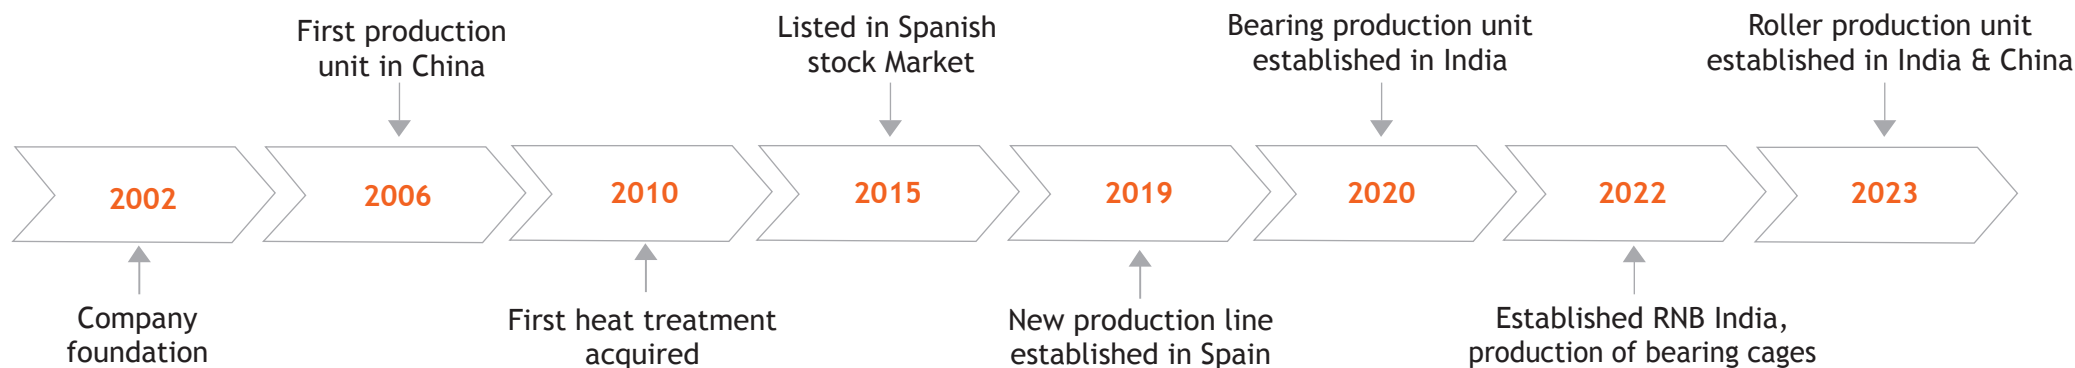 First production
unit in China
Listed in Spanish
stock Market
Bearing production unit
established in India
Roller production unit
established in India & China
2002
2006
2010
2015
2019
2020
2022
2023
Company
foundation
First heat treatment
acquired
New production line
established in Spain
Established RNB India,
production of bearing cages